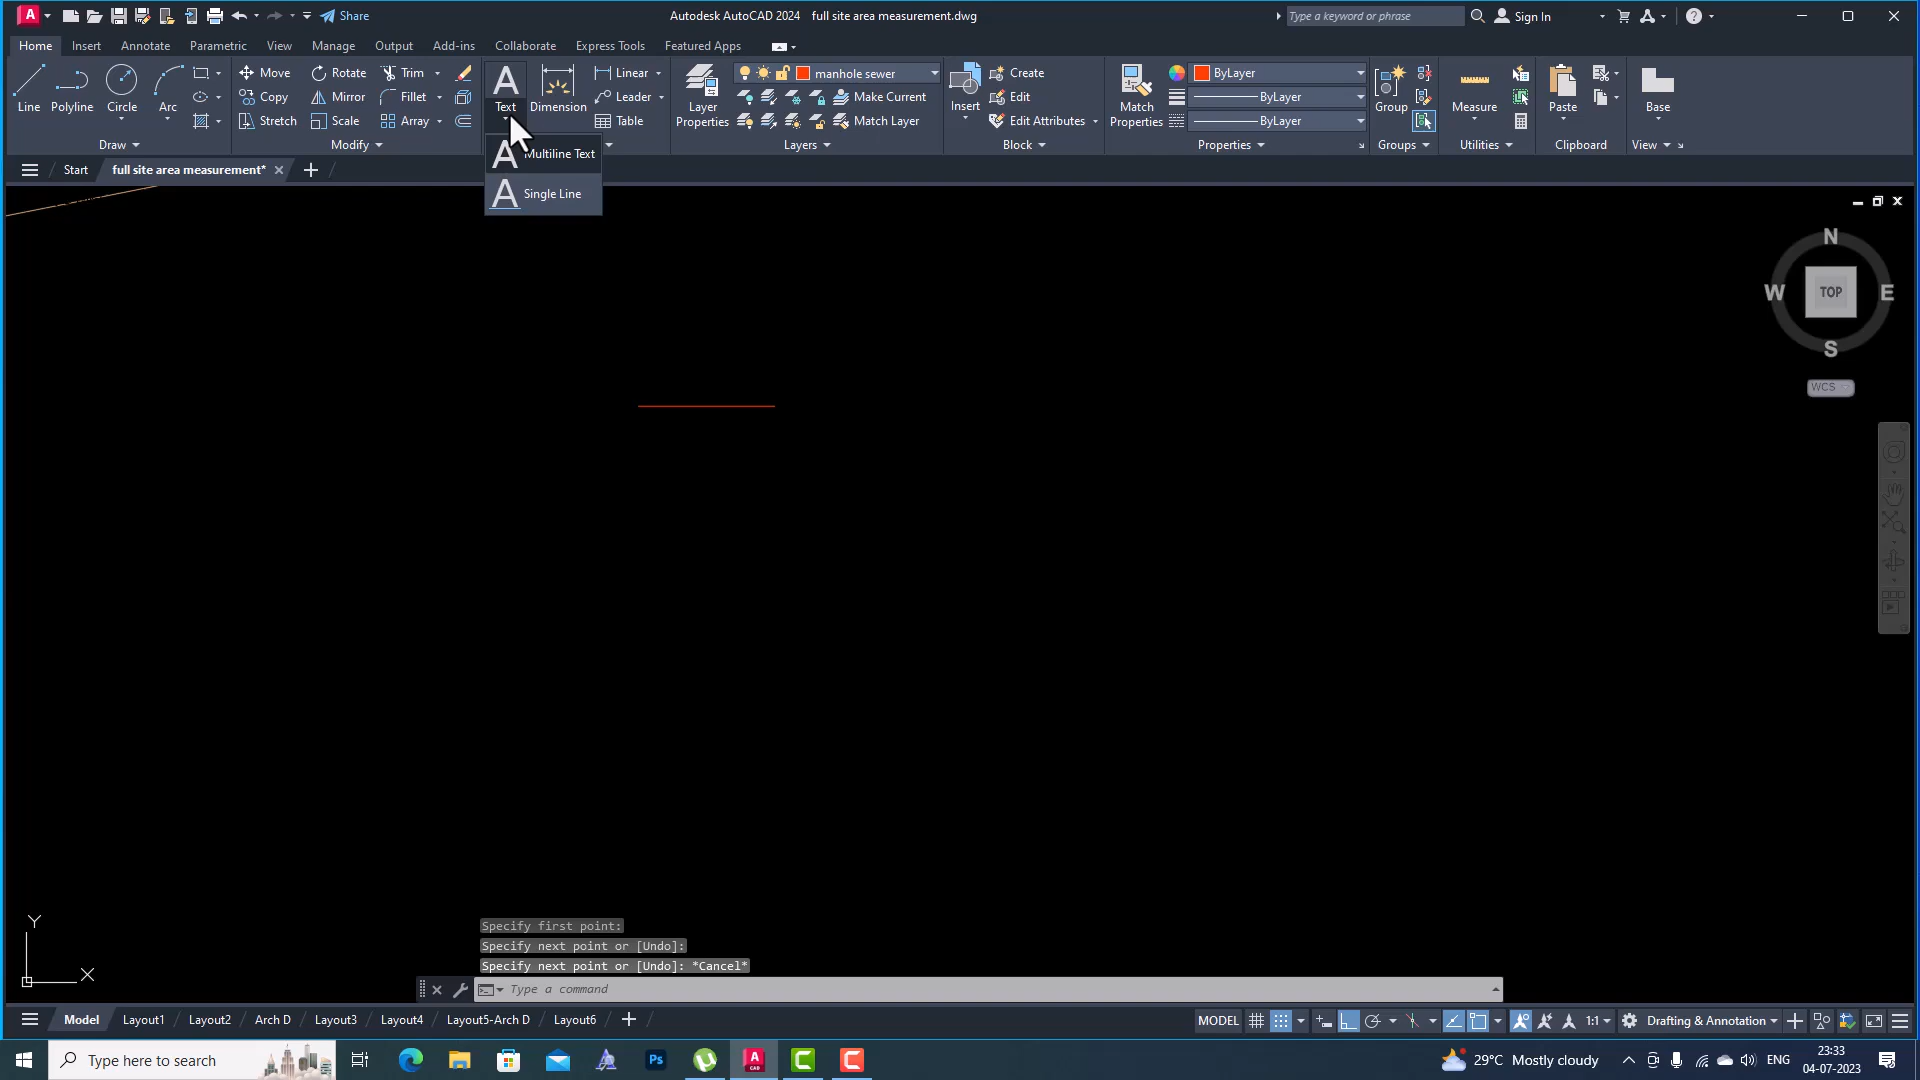 Share
Autodesk AutoCAD 2024 full site area measurement.dwg
Type a keyword or phrase
Sign In
Home Insert Annotate Parametric View Manage Output Add-ins Collaborate Express Tools Featured Apps
Line Polyline Circle Arc
Move Rotate Trim
Copy Mirror Fillet
Stretch Scale Array
Text Dimension
Linear
Leader
Table
Layer
Properties
manhole sewer
Make Current
Match Layer
Insert
Create
Edit
Edit Attributes
Match
Properties
ByLayer
ByLayer
ByLayer
Group Measure Paste Base
Draw Modify Layers Block Properties Groups Utilities Clipboard View
Multiline Text
Single Line
Start full site area measurement*
N
W TOP E
S
WCS
Y
X
Specify first point:
Specify next point or [Undo]:
Specify next point or [Undo]: *Cancel*
Type a command
Model Layout1 Layout2 Arch D Layout3 Layout4 Layout5-Arch D Layout6
MODEL 1:1 Drafting & Annotation
Type here to search
Ps
A
CAD
29°C Mostly cloudy
ENG
23:33
04-07-2023